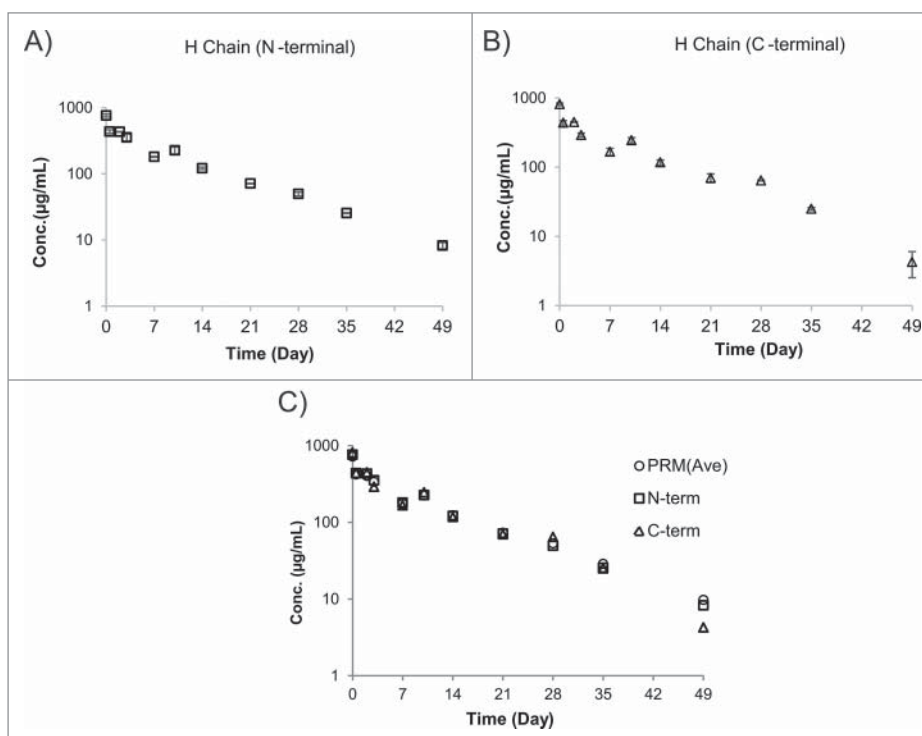 A)
H Chain (N-terminal)
Conc.(µg/mL)
1000
100
10
1
0 7 14 21 28 35 42 49
Time (Day)
B)
H Chain (C-terminal)
Conc.(µg/mL)
1000
100
10
1
0 7 14 21 28 35 42 49
Time (Day)
C)
Conc. (µg/mL)
1000
100
10
1
0 7 14 21 28 35 42 49
Time (Day)
PRM(Ave)
N-term
C-term